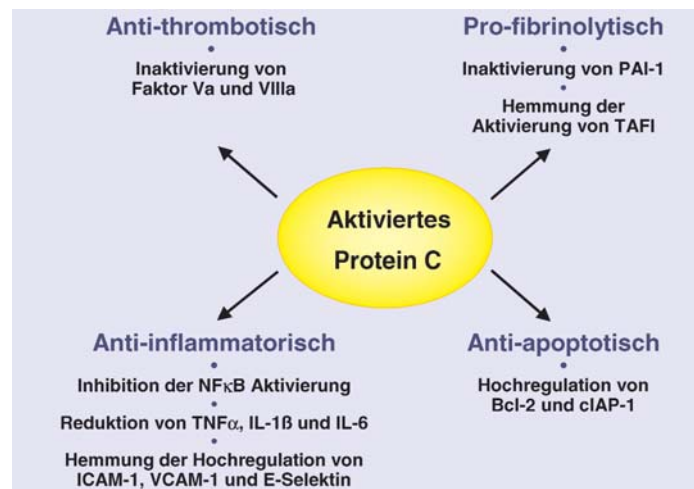 Anti-thrombotisch
•
Inaktivierung von
Faktor Va und VIIIa
Pro-fibrinolytisch
•
Inaktivierung von PAI-1
•
Hemmung der
Aktivierung von TAFI
Aktiviertes
Protein C
Anti-inflammatorisch
•
Inhibition der NFκB Aktivierung
•
Reduktion von TNFα, IL-1ß und IL-6
•
Hemmung der Hochregulation von
ICAM-1, VCAM-1 und E-Selektin
Anti-apoptotisch
•
Hochregulation von
Bcl-2 und cIAP-1